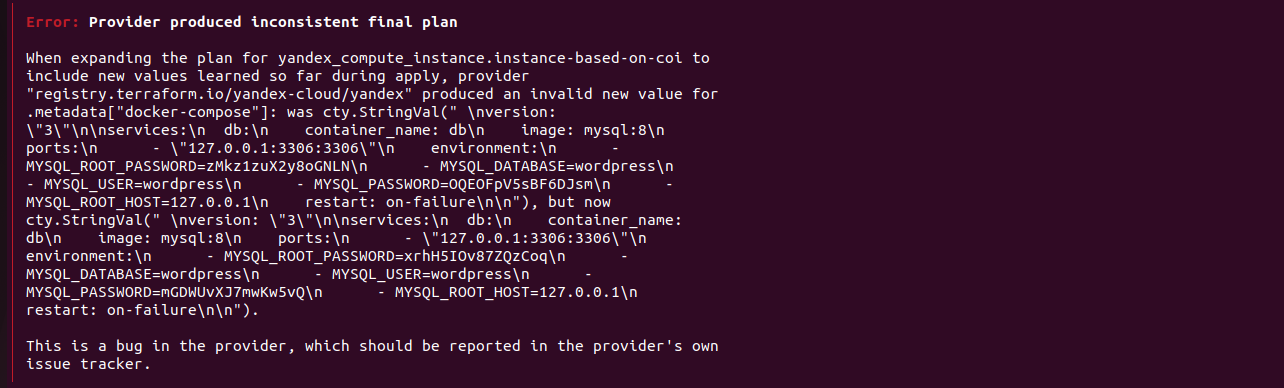 Error: Provider produced inconsistent final plan
When expanding the plan for yandex_compute_instance.instance-based-on-coi to
include new values learned so far during apply, provider
"registry.terraform.io/yandex-cloud/yandex" produced an invalid new value for
.metadata["docker-compose"]: was cty.StringVal(" \nversion:
\"3\"\n\nservices:\n  db:\n    container_name: db\n    image: mysql:8\n
ports:\n      - \"127.0.0.1:3306:3306\"\n    environment:\n      -
MYSQL_ROOT_PASSWORD=zMkz1zuX2y8oGNLN\n      - MYSQL_DATABASE=wordpress\n
- MYSQL_USER=wordpress\n      - MYSQL_PASSWORD=OQEOFpV5sBF6DJsm\n      -
MYSQL_ROOT_HOST=127.0.0.1\n    restart: on-failure\n\n"), but now
cty.StringVal(" \nversion: \"3\"\n\nservices:\n  db:\n    container_name:
db\n    image: mysql:8\n    ports:\n      - \"127.0.0.1:3306:3306\"\n
environment:\n      - MYSQL_ROOT_PASSWORD=xrhH5IOv87ZQzCoq\n      -
MYSQL_DATABASE=wordpress\n      - MYSQL_USER=wordpress\n      -
MYSQL_PASSWORD=mGDWUvXJ7mwKw5vQ\n      - MYSQL_ROOT_HOST=127.0.0.1\n
restart: on-failure\n\n").
This is a bug in the provider, which should be reported in the provider's own
issue tracker.